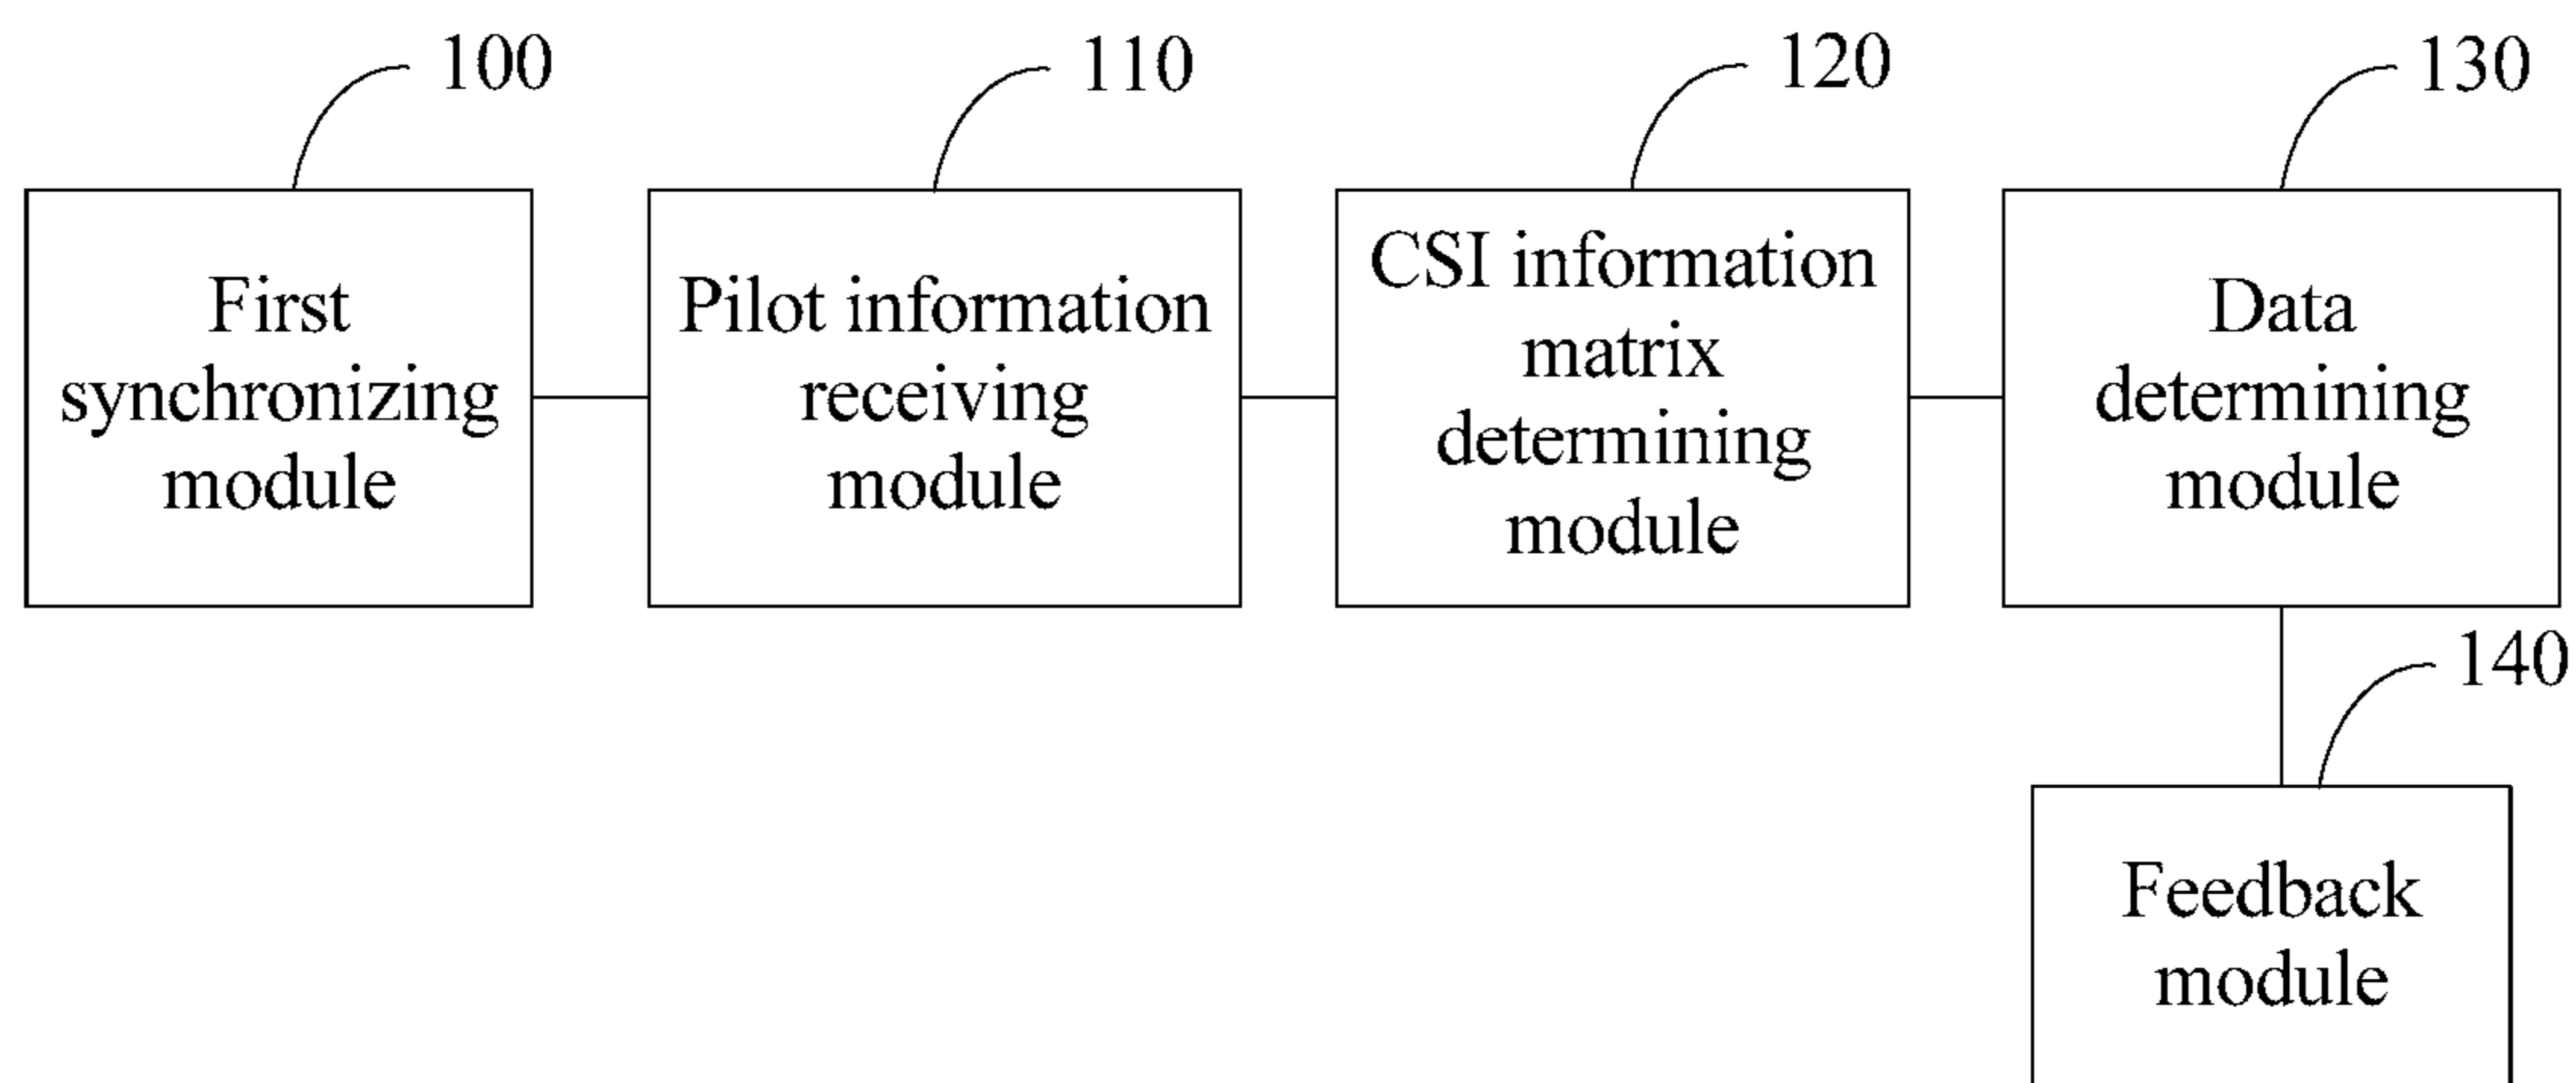 100
110
120
130
First
synchronizing
module
Pilot information
receiving
module
CSI information
matrix
determining
module
Data
determining
module
140
Feedback
module